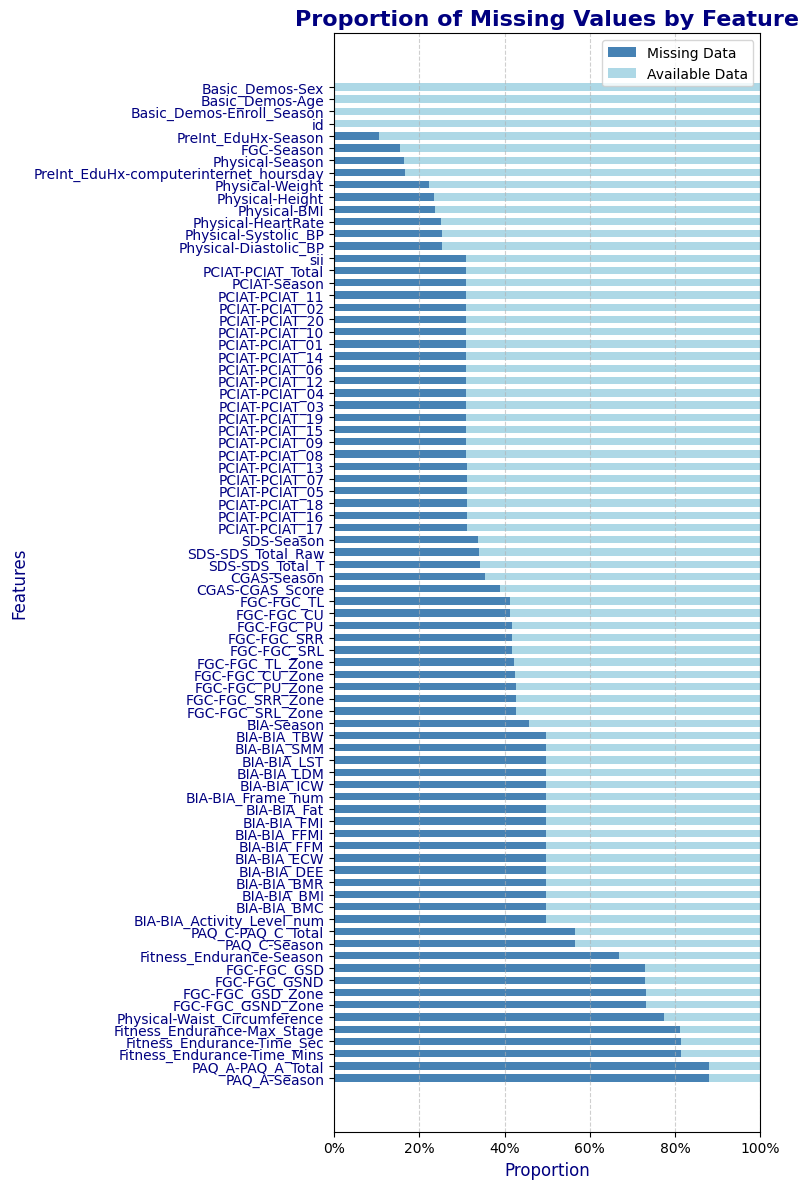 Proportion of Missing Values by Feature
Missing Data
Available Data
Basic_Demos-Sex
Basic_Demos-Age
Basic_Demos-Enroll_Season
id
PreInt_EduHx-Season
FGC-Season
Physical-Season
PreInt_EduHx-computerinternet_hoursday
Physical-Weight
Physical-Height
Physical-BMI
Physical-HeartRate
Physical-Systolic_BP
Physical-Diastolic_BP
sii
PCIAT-PCIAT_Total
PCIAT-Season
PCIAT-PCIAT_11
PCIAT-PCIAT_02
PCIAT-PCIAT_20
PCIAT-PCIAT_10
PCIAT-PCIAT_01
PCIAT-PCIAT_14
PCIAT-PCIAT_06
PCIAT-PCIAT_12
PCIAT-PCIAT_04
PCIAT-PCIAT_03
PCIAT-PCIAT_19
PCIAT-PCIAT_15
PCIAT-PCIAT_09
PCIAT-PCIAT_08
PCIAT-PCIAT_13
PCIAT-PCIAT_07
PCIAT-PCIAT_05
PCIAT-PCIAT_18
PCIAT-PCIAT_16
PCIAT-PCIAT_17
SDS-Season
SDS-SDS_Total_Raw
SDS-SDS_Total_T
CGAS-Season
CGAS-CGAS_Score
FGC-FGC_TL
FGC-FGC_CU
FGC-FGC_PU
FGC-FGC_SRR
FGC-FGC_SRL
FGC-FGC_TL_Zone
FGC-FGC_CU_Zone
FGC-FGC_PU_Zone
FGC-FGC_SRR_Zone
FGC-FGC_SRL_Zone
BIA-Season
BIA-BIA_TBW
BIA-BIA_SMM
BIA-BIA_LST
BIA-BIA_LDM
BIA-BIA_ICW
BIA-BIA_Frame_num
BIA-BIA_Fat
BIA-BIA_FMI
BIA-BIA_FFMI
BIA-BIA_FFM
BIA-BIA_ECW
BIA-BIA_DEE
BIA-BIA_BMR
BIA-BIA_BMI
BIA-BIA_BMC
BIA-BIA_Activity_Level_num
PAQ_C-PAQ_C_Total
PAQ_C-Season
Fitness_Endurance-Season
FGC-FGC_GSD
FGC-FGC_GSND
FGC-FGC_GSD_Zone
FGC-FGC_GSND_Zone
Physical-Waist_Circumference
Fitness_Endurance-Max_Stage
Fitness_Endurance-Time_Sec
Fitness_Endurance-Time_Mins
PAQ_A-PAQ_A_Total
PAQ_A-Season
Features
0% 20% 40% 60% 80% 100%
Proportion